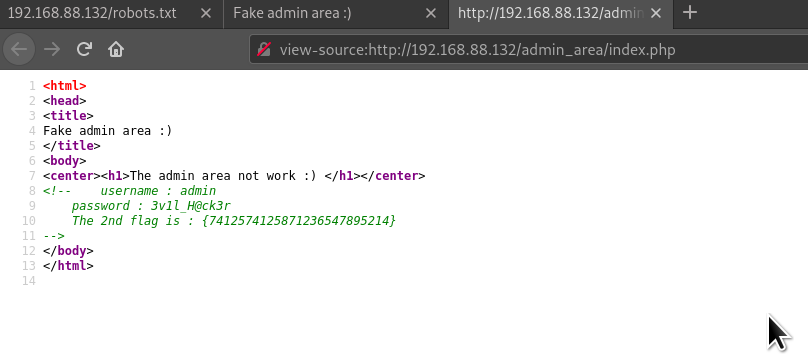 192.168.88.132/robots.txt
Fake admin area :)
http://192.168.88.132/admin
view-source:http://192.168.88.132/admin_area/index.php
1 <html>
2 <head>
3 <title>
4 Fake admin area :)
5 </title>
6 <body>
7 <center><h1>The admin area not work :) </h1></center>
8 <!--    username : admin
9     password : 3v1l_H@ck3r
10     The 2nd flag is : {7412574125871236547895214}
11 -->
12 </body>
13 </html>
14